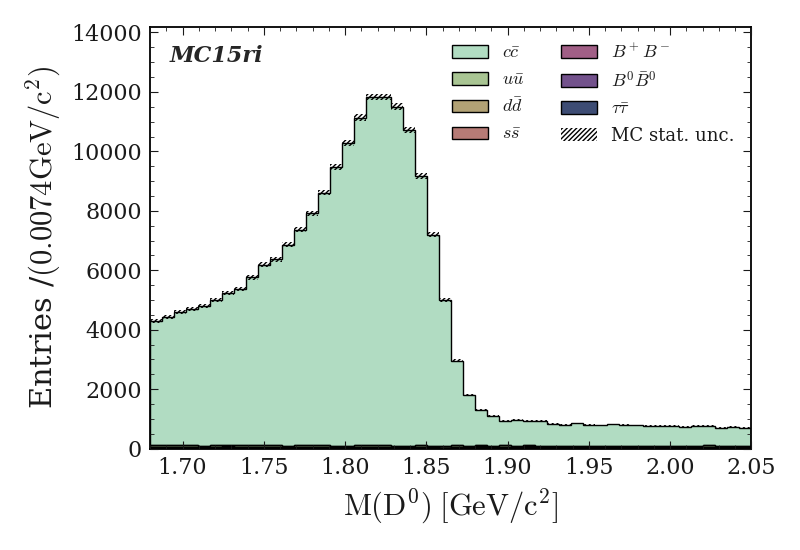 MC15ri
cc̄
uū
dd̄
ss̄
B⁺B⁻
B⁰B̄⁰
ττ̄
MC stat. unc.
Entries /(0.0074GeV/c²)
14000
12000
10000
8000
6000
4000
2000
0
1.70 1.75 1.80 1.85 1.90 1.95 2.00 2.05
M(D⁰) [GeV/c²]